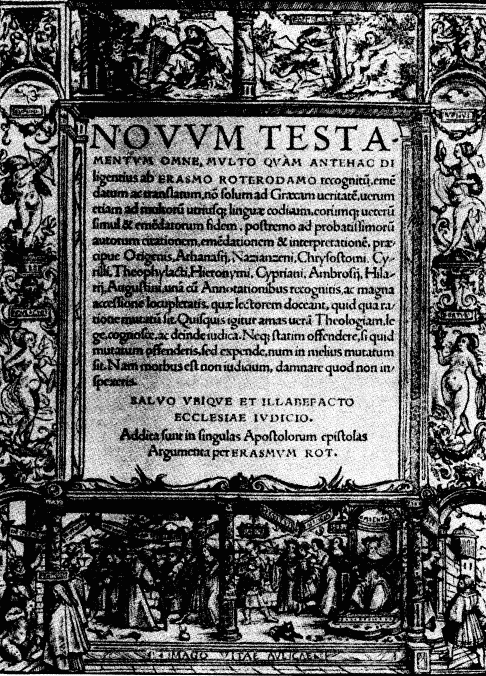 NOVVM TESTA-
MENTVM OMNE, MVLTO QVÀM ANTEHAC DI
ligentius ab ERASMO ROTERODAMO recognitũ, emẽ
datum ac translatum, nõ solum ad Græcam ueritatẽ, uerum
etiam ad multorũ utriusq; linguæ codicum, eorumq; ueterũ
simul & emẽdatorum fidem, postremo ad probatissimorũ
autorum citationem, emẽdationem & interpretationẽ, præ-
cipue Origenis, Athanasij, Nazianzeni, Chrysostomi, Cy-
rilli, Theophylacti, Hieronymi, Cypriani, Ambrosij, Hila-
rij, Augustini, unà cũ Annotationibus recognitis, ac magna
accessione locupletatis, quæ lectorem doceant, quid qua ra-
tione mutatũ sit. Quisquis igitur amas uerã Theologiam, le
ge, cognosce, ac deinde iudica. Neq; statim offendere, si quid
mutatum offenderis, sed expende, num in melius mutatum
sit. Nam morbus est non iudicium, damnare quod non in-
spexeris.
SALVO VBIQVE ET ILLABEFACTO
ECCLESIAE IVDICIO.
Addita sunt in singulas Apostolorum epistolas
Argumenta per ERASMVM ROT.
IMAGO VITAE AVLICAE